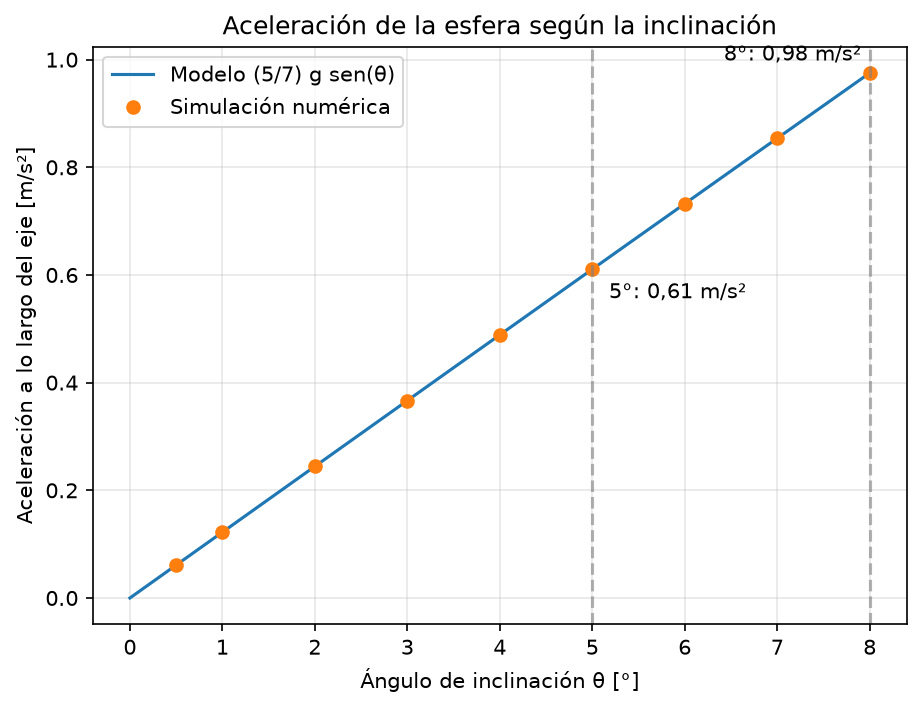 Aceleración de la esfera según la inclinación
8°: 0,98 m/s²
1.0
Modelo (5/7) g sen(θ)
Simulación numérica
0.8
0.6
5°: 0,61 m/s²
0.4
0.2
0.0
Aceleración a lo largo del eje [m/s²]
0 1 2 3 4 5 6 7 8
Ángulo de inclinación θ [°]